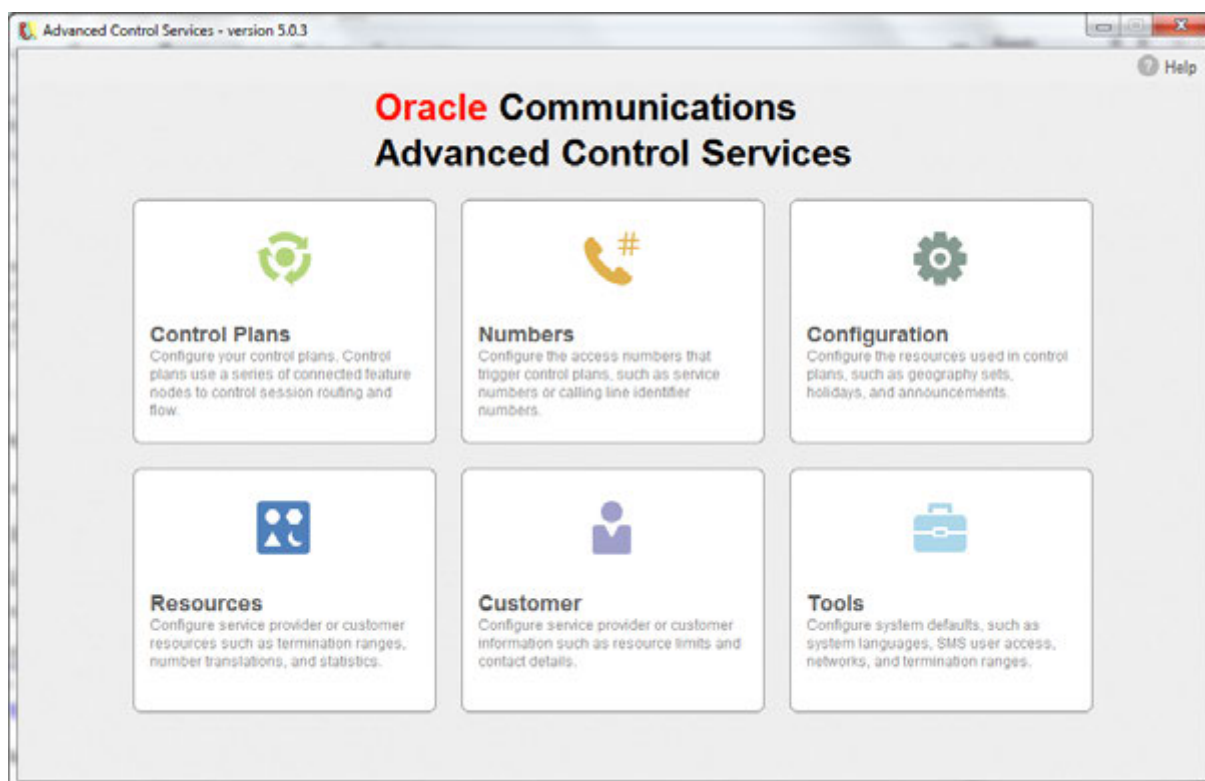 Advanced Control Services - version 5.0.3
? Help
Oracle Communications
Advanced Control Services
#
Control Plans
Configure your control plans. Control
plans use a series of connected feature
nodes to control session routing and
flow.
Numbers
Configure the access numbers that
trigger control plans, such as service
numbers or calling line identifier
numbers.
Configuration
Configure the resources used in control
plans, such as geography sets,
holidays, and announcements.
Resources
Configure service provider or customer
resources such as termination ranges,
number translations, and statistics.
Customer
Configure service provider or customer
information such as resource limits and
contact details.
Tools
Configure system defaults, such as
system languages, SMS user access,
networks, and termination ranges.